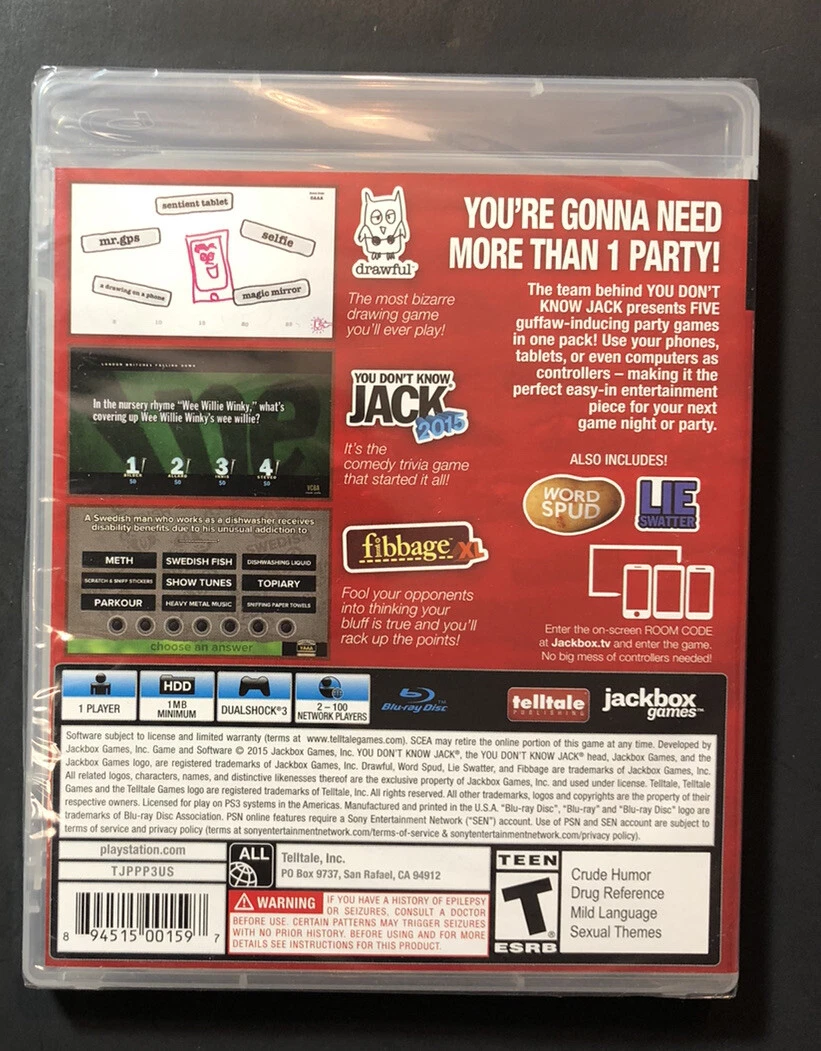 sentient tablet
mr.gps
selfie
a drawing on a phone
magic mirror
drawful™
The most bizarre
drawing game
you'll ever play!
YOU'RE GONNA NEED
MORE THAN 1 PARTY!
The team behind YOU DON'T
KNOW JACK presents FIVE
guffaw-inducing party games
in one pack! Use your phones,
tablets, or even computers as
controllers – making it the
perfect easy-in entertainment
piece for your next
game night or party.
In the nursery rhyme "Wee Willie Winky," what's
covering up Wee Willie Winky's wee willie?
1 2 3 4
$0 $0 $0 $0
YOU DON'T KNOW
JACK®
2015
It's the
comedy trivia game
that started it all!
ALSO INCLUDES!
WORD
SPUD
LIE
SWATTER
A Swedish man who works as a dishwasher receives
disability benefits due to his unusual addiction to
METH SWEDISH FISH DISHWASHING LIQUID
SCRATCH & SNIFF STICKERS SHOW TUNES TOPIARY
PARKOUR HEAVY METAL MUSIC SNIFFING PAPER TOWELS
choose an answer
fibbage XL
Fool your opponents
into thinking your
bluff is true and you'll
rack up the points!
Enter the on-screen ROOM CODE
at Jackbox.tv and enter the game.
No big mess of controllers needed!
1 PLAYER
HDD
1MB
MINIMUM
DUALSHOCK®3
2 – 100
NETWORK PLAYERS
Blu-ray Disc™
telltale
PUBLISHING
jackbox
games™
Software subject to license and limited warranty (terms at www.telltalegames.com). SCEA may retire the online portion of this game at any time. Developed by
Jackbox Games, Inc. Game and Software © 2015 Jackbox Games, Inc. YOU DON'T KNOW JACK®, the YOU DON'T KNOW JACK® head, Jackbox Games, and the
Jackbox Games logo, are registered trademarks of Jackbox Games, Inc. Drawful, Word Spud, Lie Swatter, and Fibbage are trademarks of Jackbox Games, Inc.
All related logos, characters, names, and distinctive likenesses thereof are the exclusive property of Jackbox Games, Inc. and used under license. Telltale, Telltale
Games and the Telltale Games logo are registered trademarks of Telltale, Inc. All rights reserved. All other trademarks, logos and copyrights are the property of their
respective owners. Licensed for play on PS3 systems in the Americas. Manufactured and printed in the U.S.A. "Blu-ray Disc", "Blu-ray" and "Blu-ray Disc" logo are
trademarks of Blu-ray Disc Association. PSN online features require a Sony Entertainment Network ("SEN") account. Use of PSN and SEN account are subject to
terms of service and privacy policy (terms at sonyentertainmentnetwork.com/terms-of-service & sonyentertainmentnetwork.com/privacy policy).
playstation.com
TJPPP3US
ALL
Telltale, Inc.
PO Box 9737, San Rafael, CA 94912
8 94515 00159 7
WARNING IF YOU HAVE A HISTORY OF EPILEPSY
OR SEIZURES, CONSULT A DOCTOR
BEFORE USE. CERTAIN PATTERNS MAY TRIGGER SEIZURES
WITH NO PRIOR HISTORY. BEFORE USING AND FOR MORE
DETAILS SEE INSTRUCTIONS FOR THIS PRODUCT.
TEEN
T®
ESRB
Crude Humor
Drug Reference
Mild Language
Sexual Themes